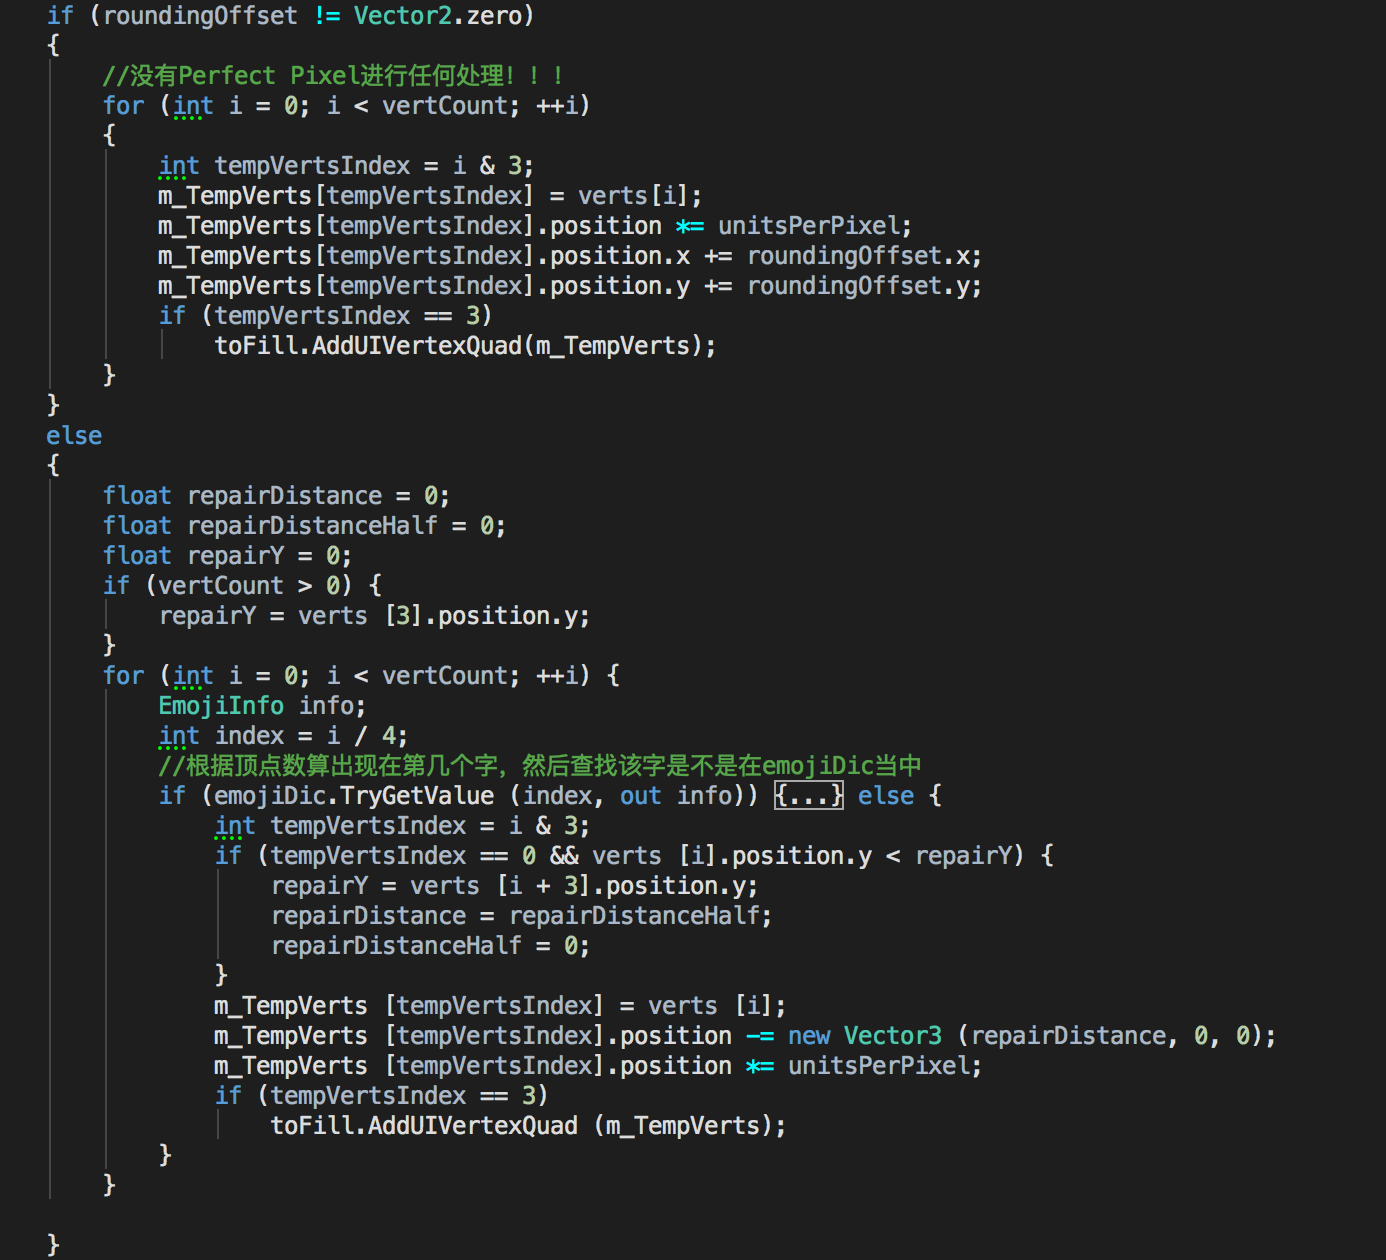 if (roundingOffset != Vector2.zero)
{
//没有Perfect Pixel进行任何处理！！！
for (int i = 0; i < vertCount; ++i)
{
int tempVertsIndex = i & 3;
m_TempVerts[tempVertsIndex] = verts[i];
m_TempVerts[tempVertsIndex].position *= unitsPerPixel;
m_TempVerts[tempVertsIndex].position.x += roundingOffset.x;
m_TempVerts[tempVertsIndex].position.y += roundingOffset.y;
if (tempVertsIndex == 3)
toFill.AddUIVertexQuad(m_TempVerts);
}
}
else
{
float repairDistance = 0;
float repairDistanceHalf = 0;
float repairY = 0;
if (vertCount > 0) {
repairY = verts [3].position.y;
}
for (int i = 0; i < vertCount; ++i) {
EmojiInfo info;
int index = i / 4;
//根据顶点数算出现在第几个字，然后查找该字是不是在emojiDic当中
if (emojiDic.TryGetValue (index, out info)) {...} else {
int tempVertsIndex = i & 3;
if (tempVertsIndex == 0 && verts [i].position.y < repairY) {
repairY = verts [i + 3].position.y;
repairDistance = repairDistanceHalf;
repairDistanceHalf = 0;
}
m_TempVerts [tempVertsIndex] = verts [i];
m_TempVerts [tempVertsIndex].position -= new Vector3 (repairDistance, 0, 0);
m_TempVerts [tempVertsIndex].position *= unitsPerPixel;
if (tempVertsIndex == 3)
toFill.AddUIVertexQuad (m_TempVerts);
}
}
}